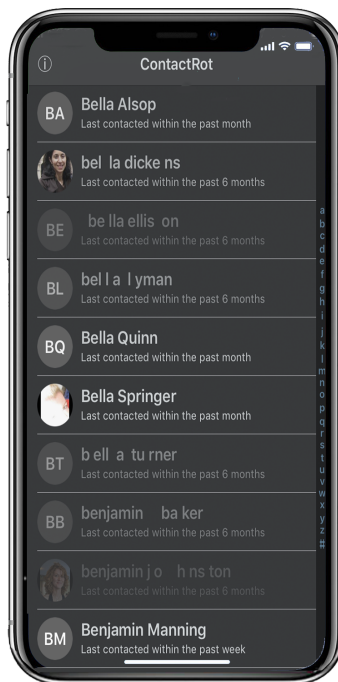 ContactRot
BA
Bella Alsop
Last contacted within the past month
bel la dicke ns
Last contacted within the past 6 months
BE
be lla ellis on
Last contacted within the past 6 months
BL
bel l a l yman
Last contacted within the past 6 months
BQ
Bella Quinn
Last contacted within the past month
Bella Springer
Last contacted within the past month
BT
b ell a tu rner
Last contacted within the past 6 months
BB
benjamin ba ker
Last contacted within the past 6 months
benjamin j o h ns ton
Last contacted within the past 6 months
BM
Benjamin Manning
Last contacted within the past week
a
b
c
d
e
f
g
h
i
j
k
l
m
n
o
p
q
r
s
t
u
v
w
x
y
z
#